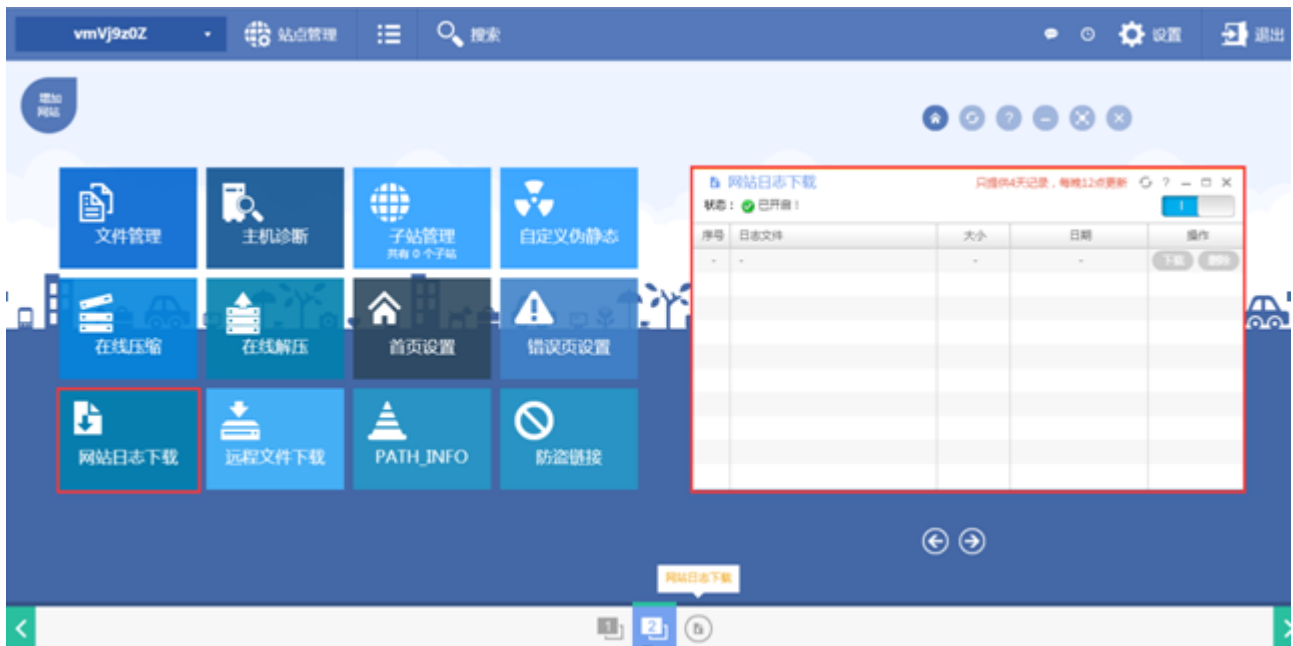 vmVj9z0Z
站点管理
搜索
设置
退出
增加
网站
文件管理
主机诊断
子站管理
共有 0 个子站
自定义伪静态
在线压缩
在线解压
首页设置
错误页设置
网站日志下载
远程文件下载
PATH_INFO
防盗链接
网站日志下载
只提供4天记录，每晚12点更新
状态： 已开启！
序号 日志文件 大小 日期 操作
- - - - 下载 删除
网站日志下载
1 2